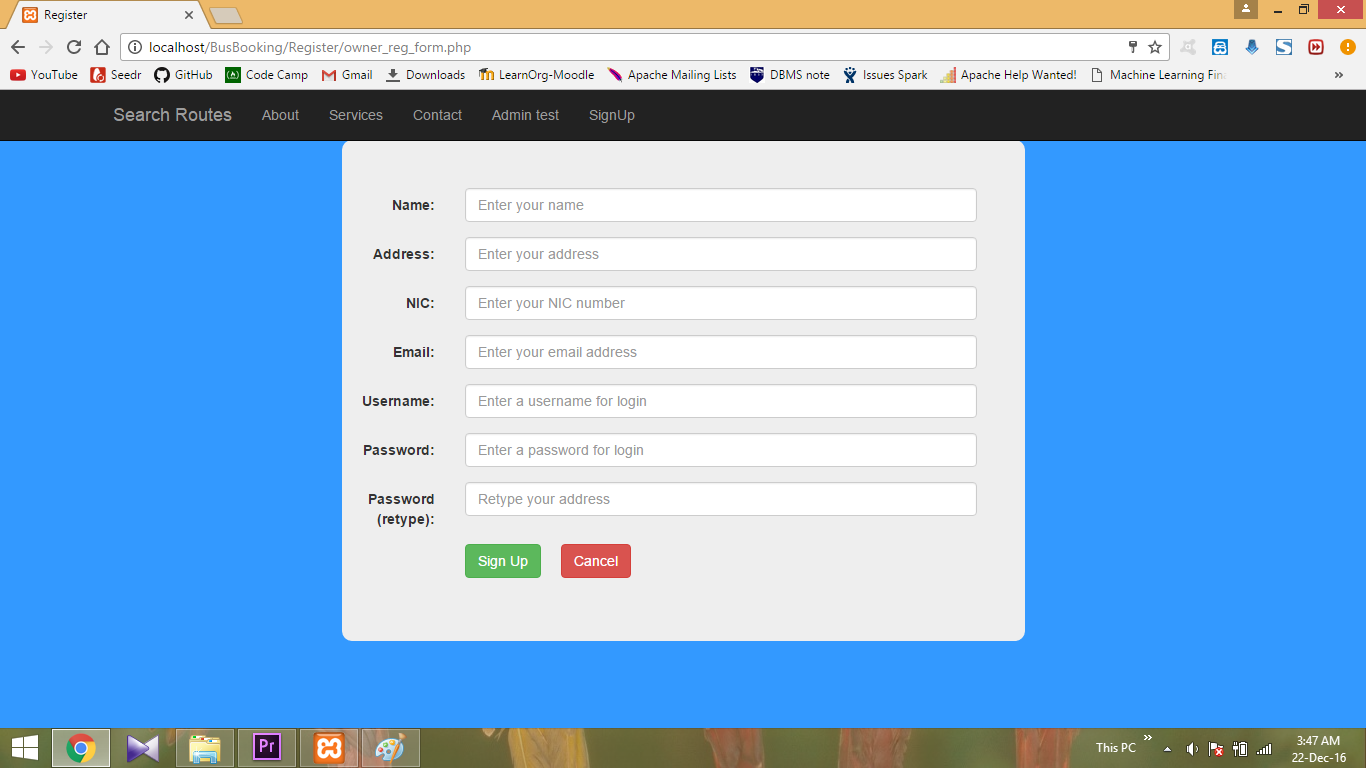 Register
localhost/BusBooking/Register/owner_reg_form.php
YouTube Seedr GitHub Code Camp Gmail Downloads LearnOrg-Moodle Apache Mailing Lists DBMS note Issues Spark Apache Help Wanted! Machine Learning Fin
Search Routes About Services Contact Admin test SignUp
Name: Enter your name
Address: Enter your address
NIC: Enter your NIC number
Email: Enter your email address
Username: Enter a username for login
Password: Enter a password for login
Password Retype your address
(retype):
Sign Up Cancel
Pr This PC 3:47 AM
22-Dec-16